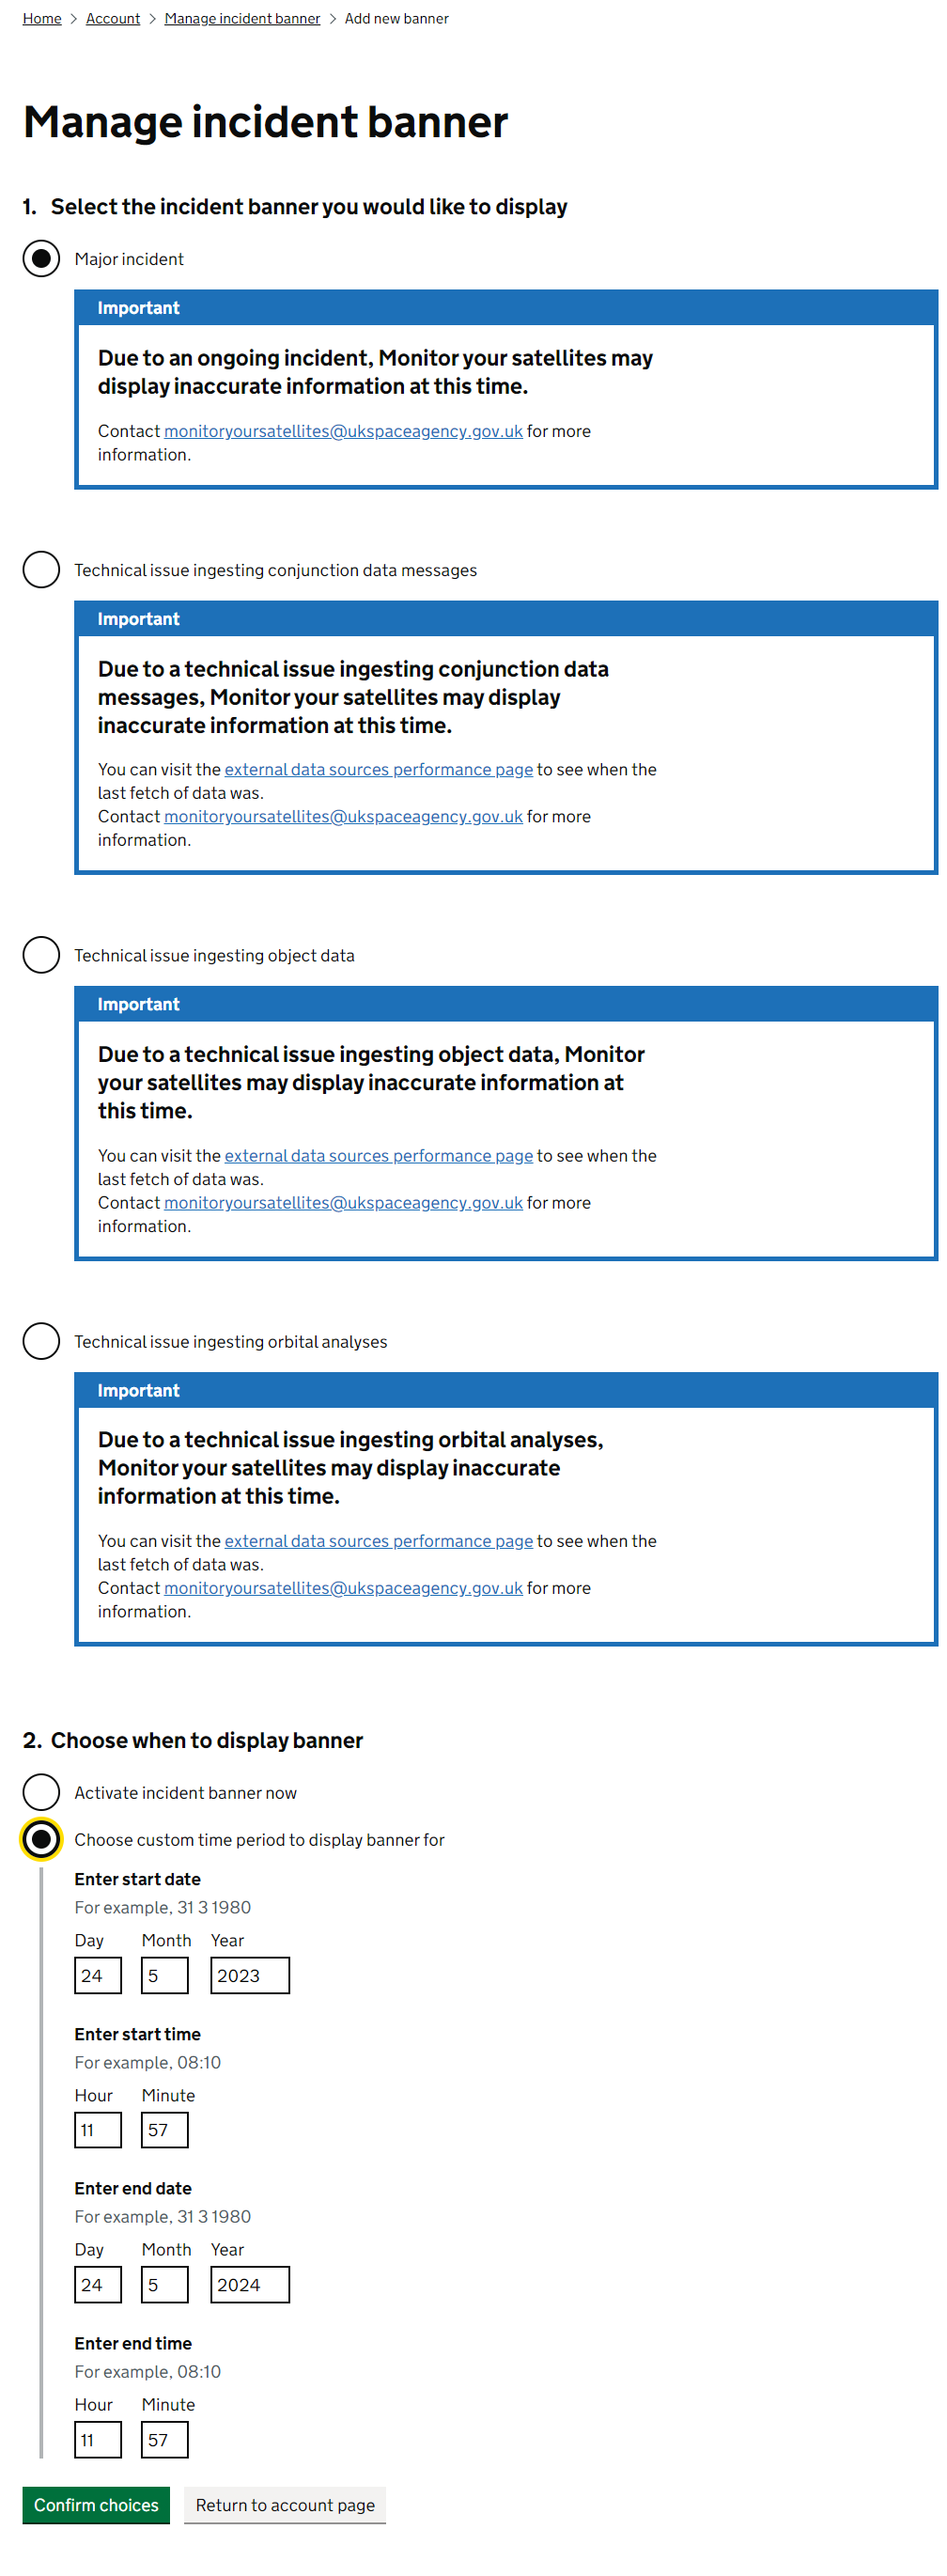 Home > Account > Manage incident banner > Add new banner
Manage incident banner
1. Select the incident banner you would like to display
Major incident
Important
Due to an ongoing incident, Monitor your satellites may
display inaccurate information at this time.
Contact monitoryoursatellites@ukspaceagency.gov.uk for more
information.
Technical issue ingesting conjunction data messages
Important
Due to a technical issue ingesting conjunction data
messages, Monitor your satellites may display
inaccurate information at this time.
You can visit the external data sources performance page to see when the
last fetch of data was.
Contact monitoryoursatellites@ukspaceagency.gov.uk for more
information.
Technical issue ingesting object data
Important
Due to a technical issue ingesting object data, Monitor
your satellites may display inaccurate information at
this time.
You can visit the external data sources performance page to see when the
last fetch of data was.
Contact monitoryoursatellites@ukspaceagency.gov.uk for more
information.
Technical issue ingesting orbital analyses
Important
Due to a technical issue ingesting orbital analyses,
Monitor your satellites may display inaccurate
information at this time.
You can visit the external data sources performance page to see when the
last fetch of data was.
Contact monitoryoursatellites@ukspaceagency.gov.uk for more
information.
2. Choose when to display banner
Activate incident banner now
Choose custom time period to display banner for
Enter start date
For example, 31 3 1980
Day Month Year
24 5 2023
Enter start time
For example, 08:10
Hour Minute
11 57
Enter end date
For example, 31 3 1980
Day Month Year
24 5 2024
Enter end time
For example, 08:10
Hour Minute
11 57
Confirm choices Return to account page